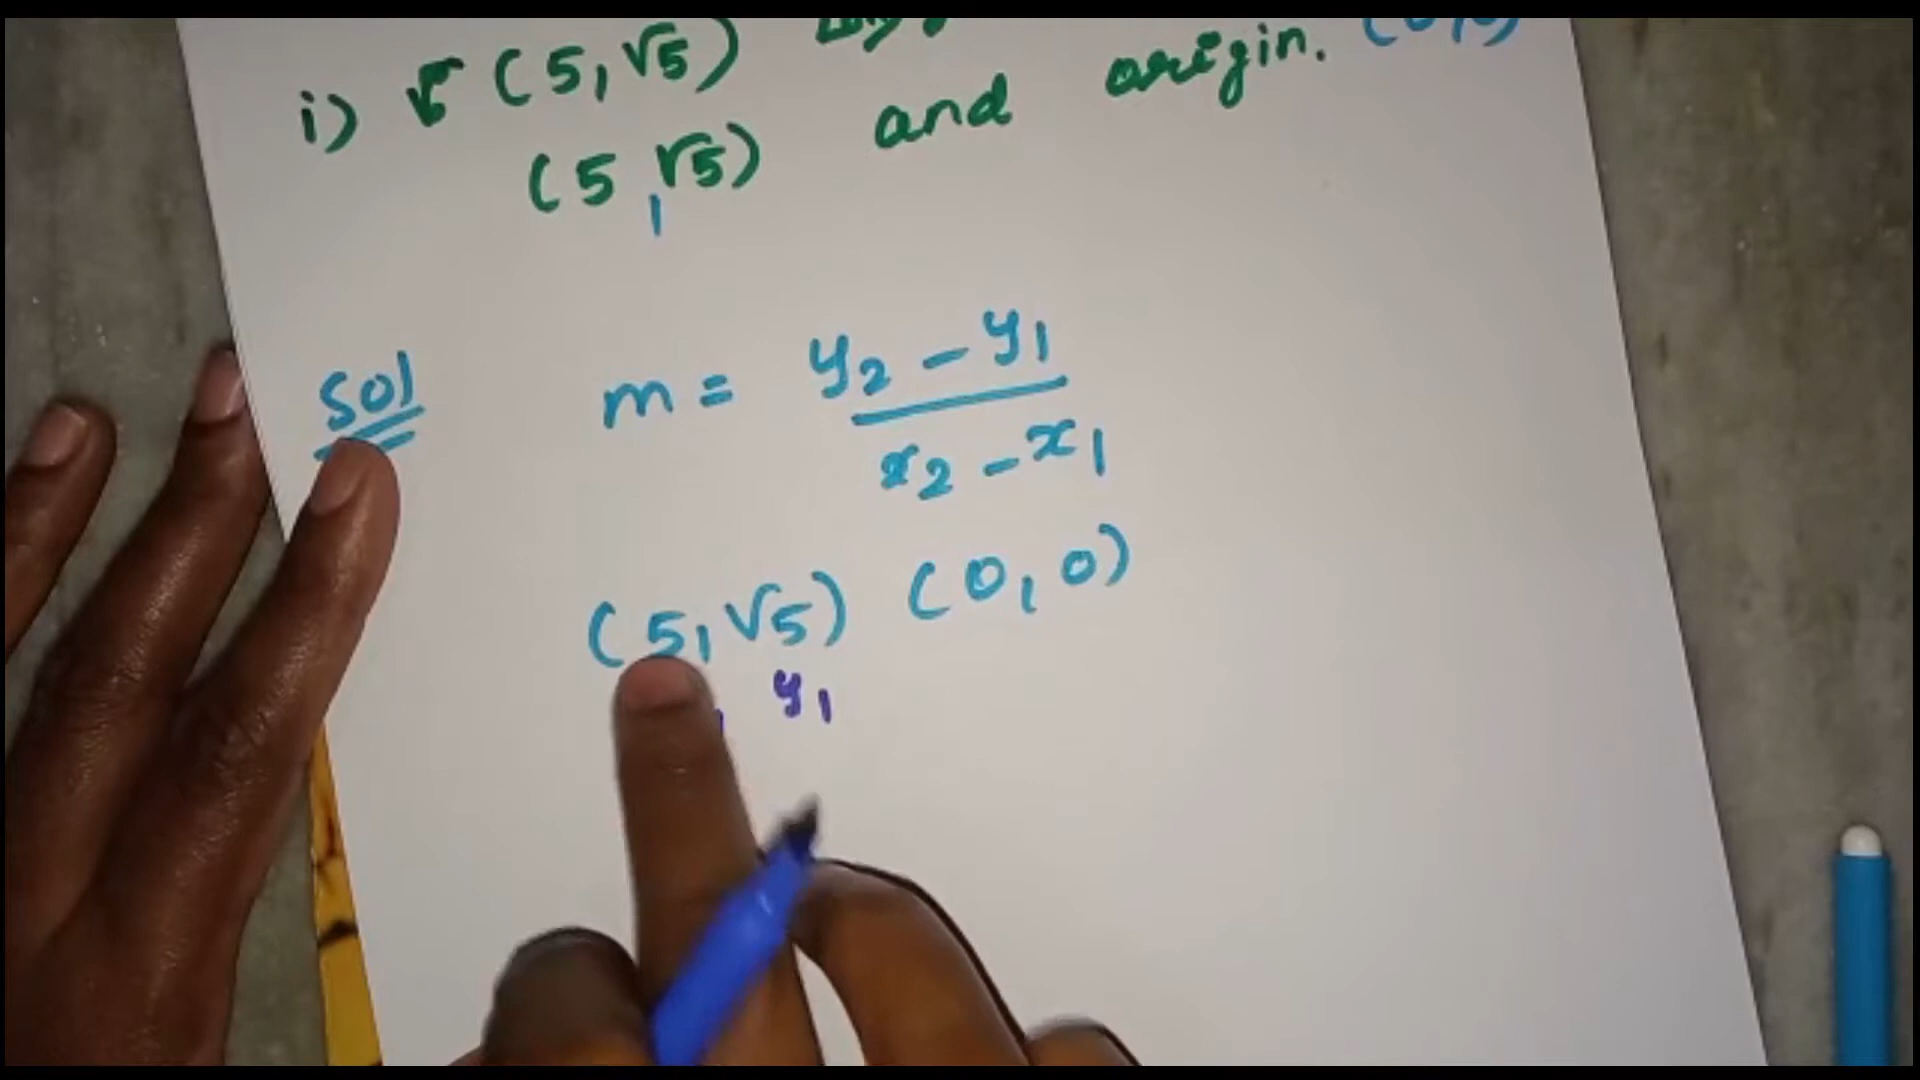 i) (5,√5)
(5,√5) and origin.
Sol m = y₂ - y₁
x₂ - x₁
(5,√5) (0,0)
y₁